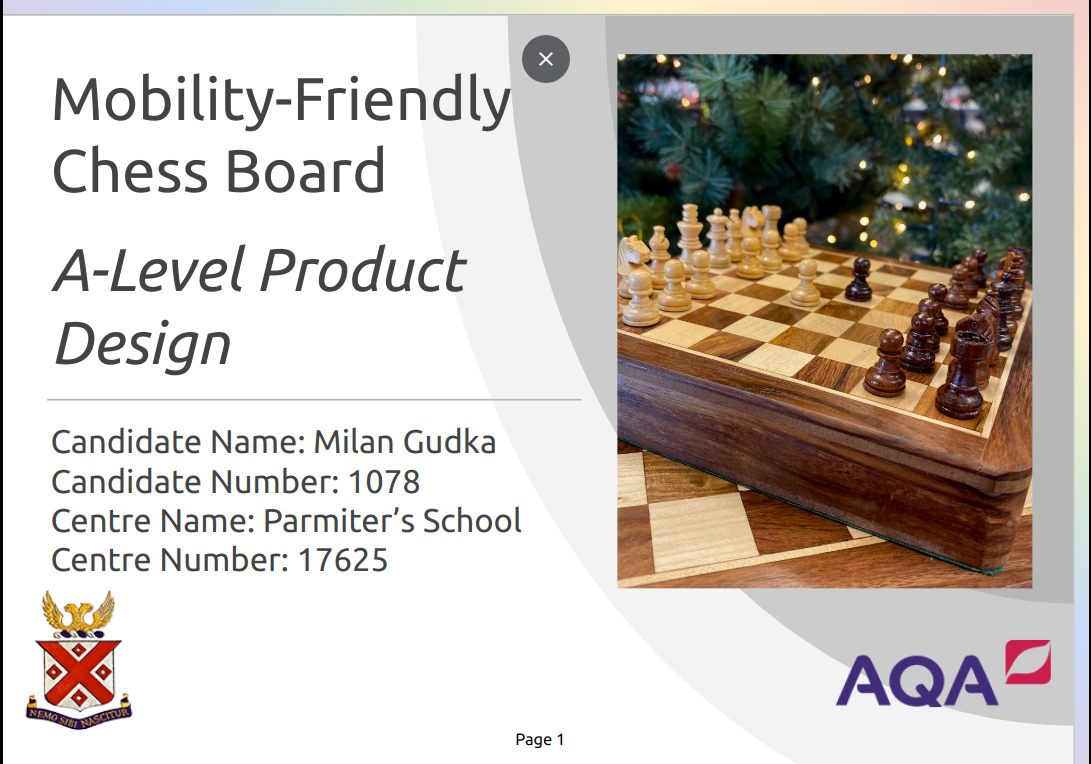 Mobility-Friendly
Chess Board
A-Level Product
Design
Candidate Name: Milan Gudka
Candidate Number: 1078
Centre Name: Parmiter’s School
Centre Number: 17625
NEMO SIBI NASCITUR
AQA
Page 1